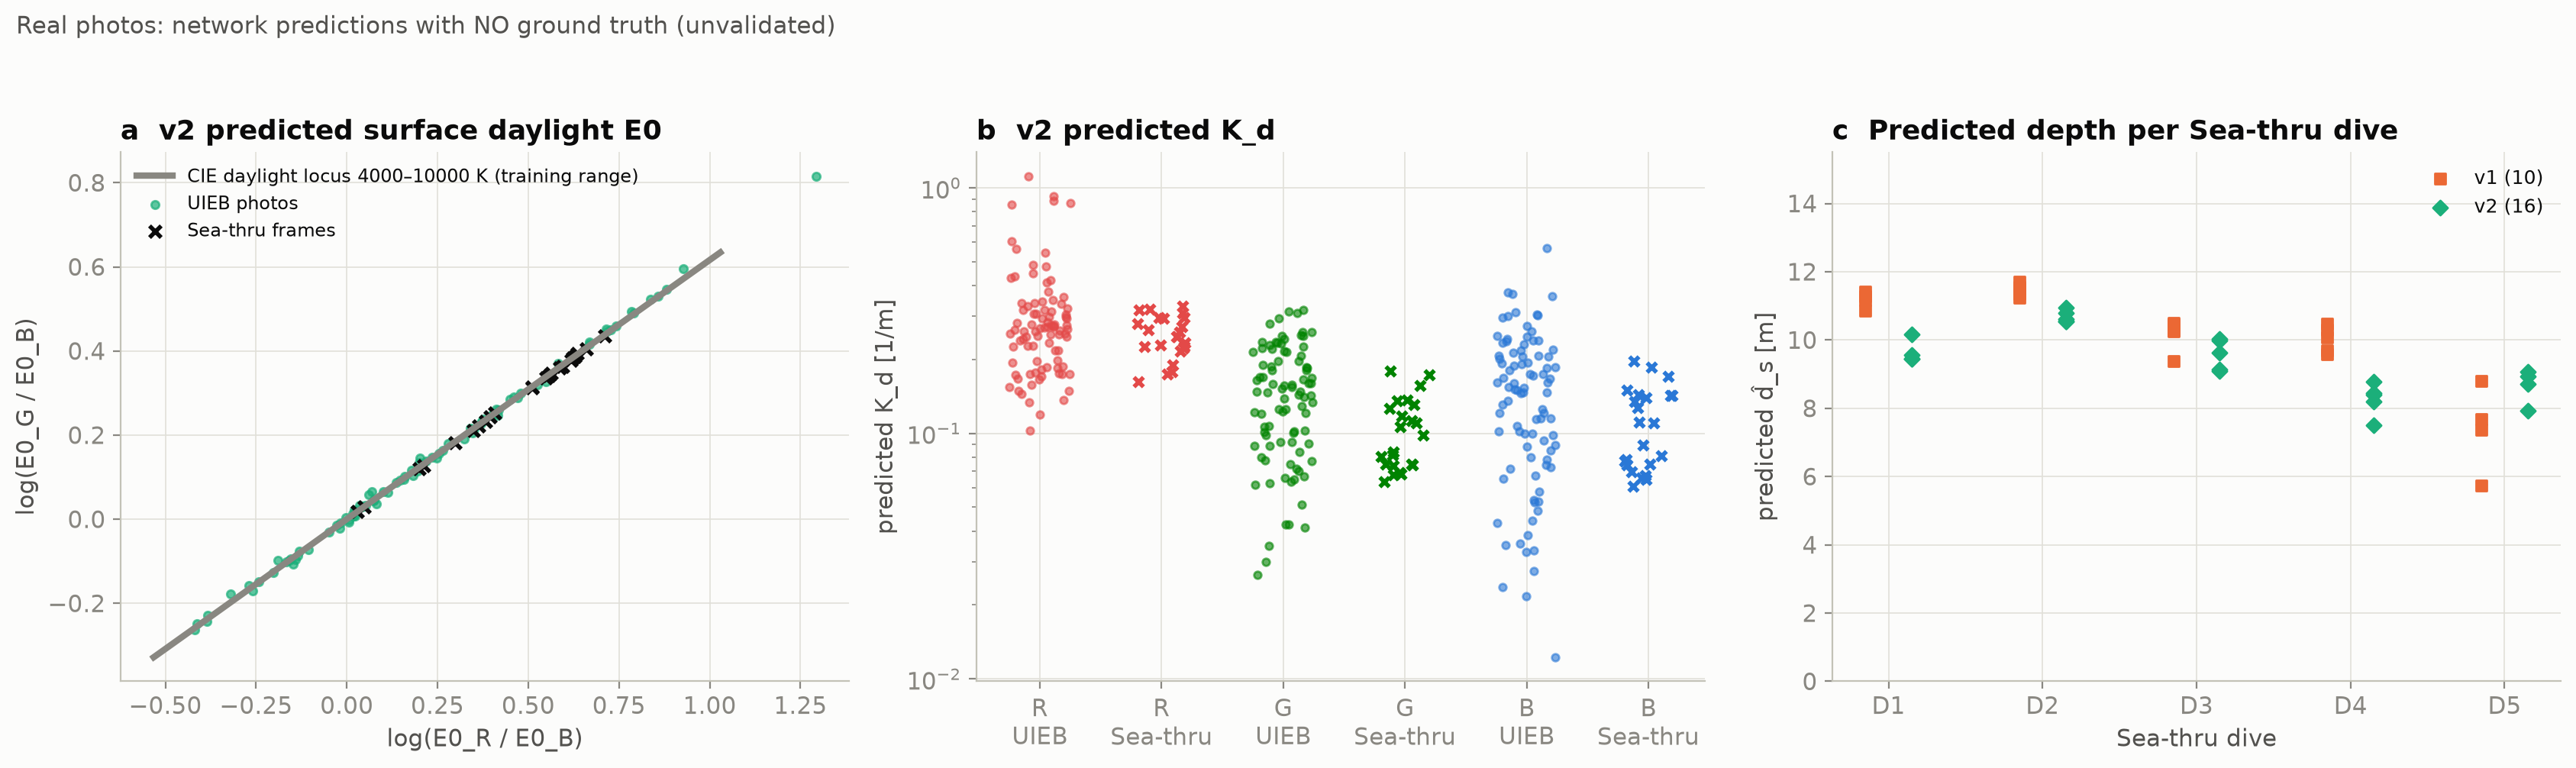 Real photos: network predictions with NO ground truth (unvalidated)
a v2 predicted surface daylight E0
CIE daylight locus 4000–10000 K (training range)
UIEB photos
Sea-thru frames
log(E0_G / E0_B)
0.8
0.6
0.4
0.2
0.0
−0.2
−0.50 −0.25 0.00 0.25 0.50 0.75 1.00 1.25
log(E0_R / E0_B)
b v2 predicted K_d
predicted K_d [1/m]
10⁰
10⁻¹
10⁻²
R R G G B B
UIEB Sea-thru UIEB Sea-thru UIEB Sea-thru
c Predicted depth per Sea-thru dive
v1 (10)
v2 (16)
predicted d̂_s [m]
14
12
10
8
6
4
2
0
D1 D2 D3 D4 D5
Sea-thru dive